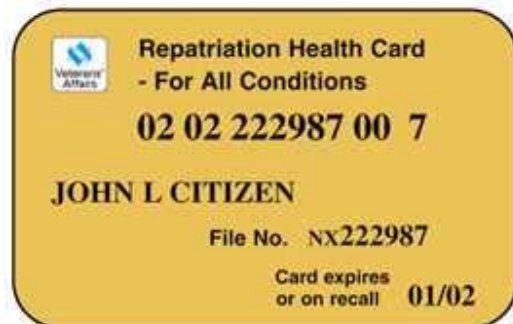 Veterans'
Affairs
Repatriation Health Card
- For All Conditions
02 02 222987 00 7
JOHN L CITIZEN
File No. NX222987
Card expires
or on recall 01/02